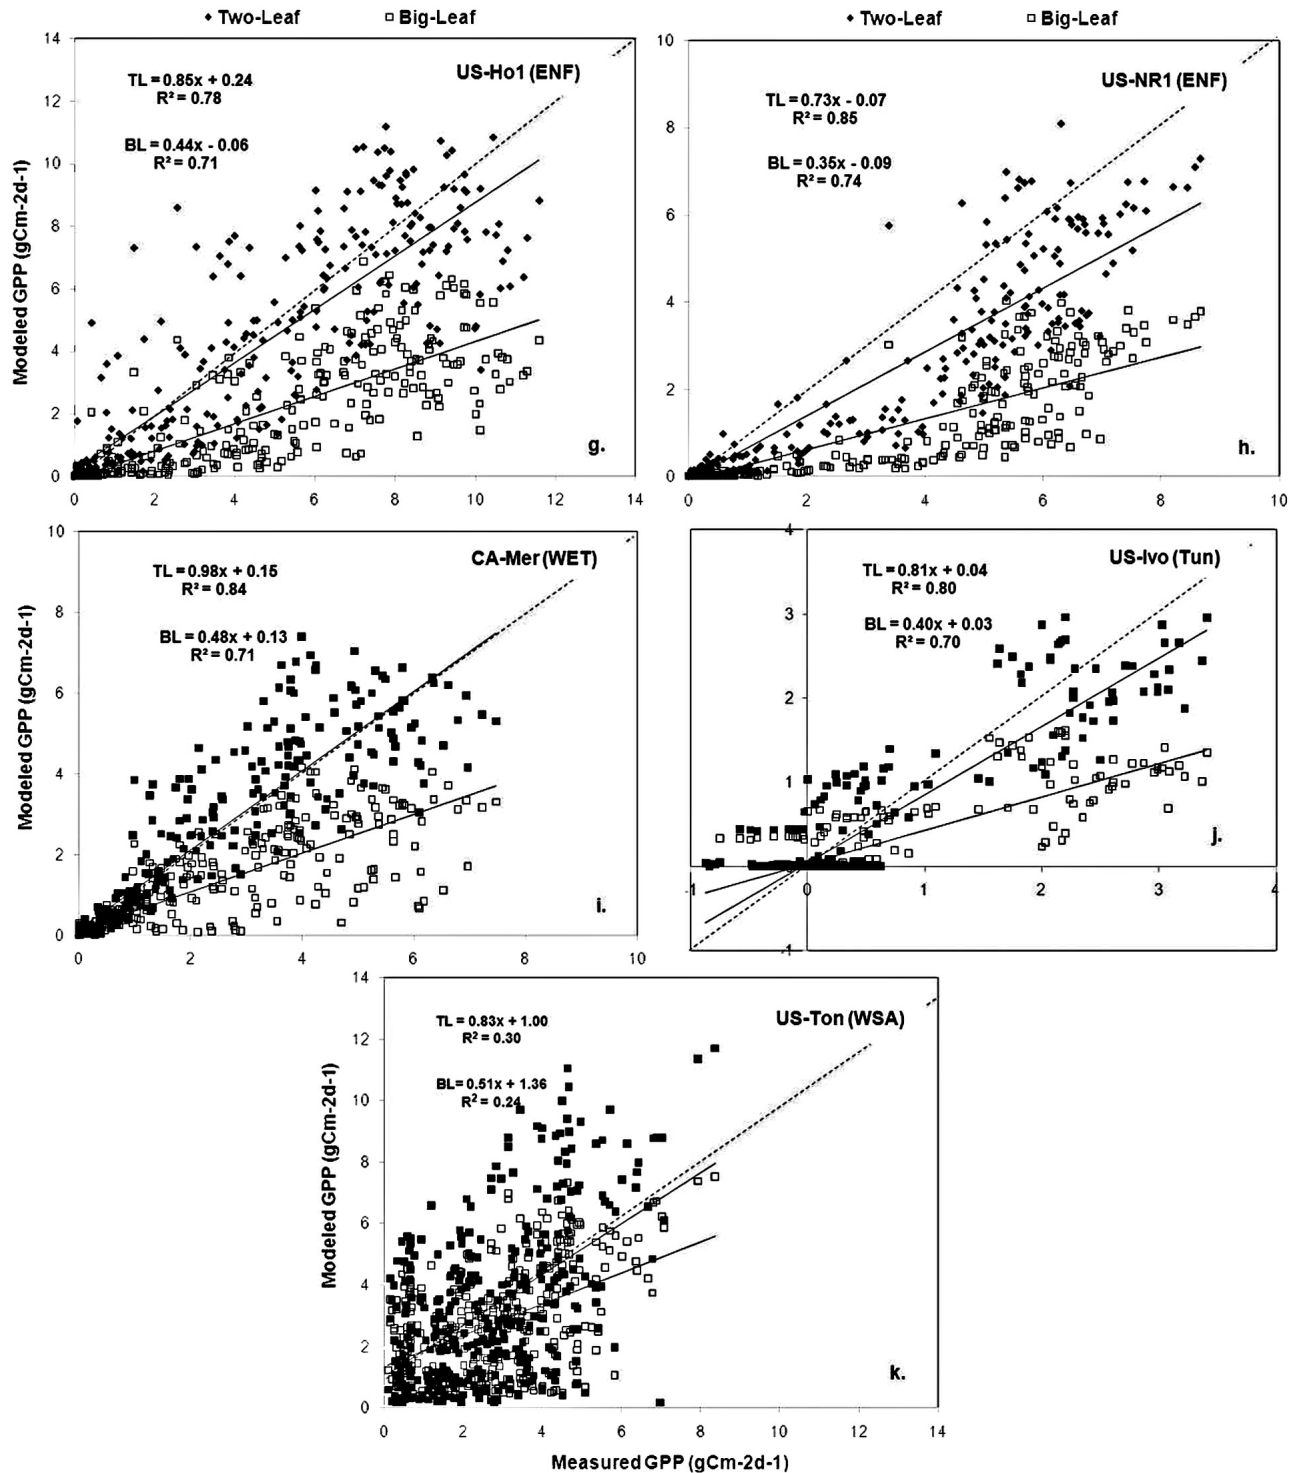 Two-Leaf Big-Leaf
14
12
10
8
6
4
2
0
Modeled GPP (gCm-2d-1)
TL = 0.85x + 0.24
R² = 0.78
BL = 0.44x - 0.06
R² = 0.71
US-Ho1 (ENF)
g.
0 2 4 6 8 10 12 14
Two-Leaf Big-Leaf
10
8
6
4
2
0
TL = 0.73x - 0.07
R² = 0.85
BL = 0.35x - 0.09
R² = 0.74
US-NR1 (ENF)
h.
0 2 4 6 8 10
10
8
6
4
2
0
Modeled GPP (gCm-2d-1)
TL = 0.98x + 0.15
R² = 0.84
BL = 0.48x + 0.13
R² = 0.71
CA-Mer (WET)
i.
0 2 4 6 8 10
4
3
2
1
-1
TL = 0.81x + 0.04
R² = 0.80
BL = 0.40x + 0.03
R² = 0.70
US-Ivo (Tun)
j.
-1 0 1 2 3 4
14
12
10
8
6
4
2
0
Modeled GPP (gCm-2d-1)
TL = 0.83x + 1.00
R² = 0.30
BL= 0.51x + 1.36
R² = 0.24
US-Ton (WSA)
k.
0 2 4 6 8 10 12 14
Measured GPP (gCm-2d-1)